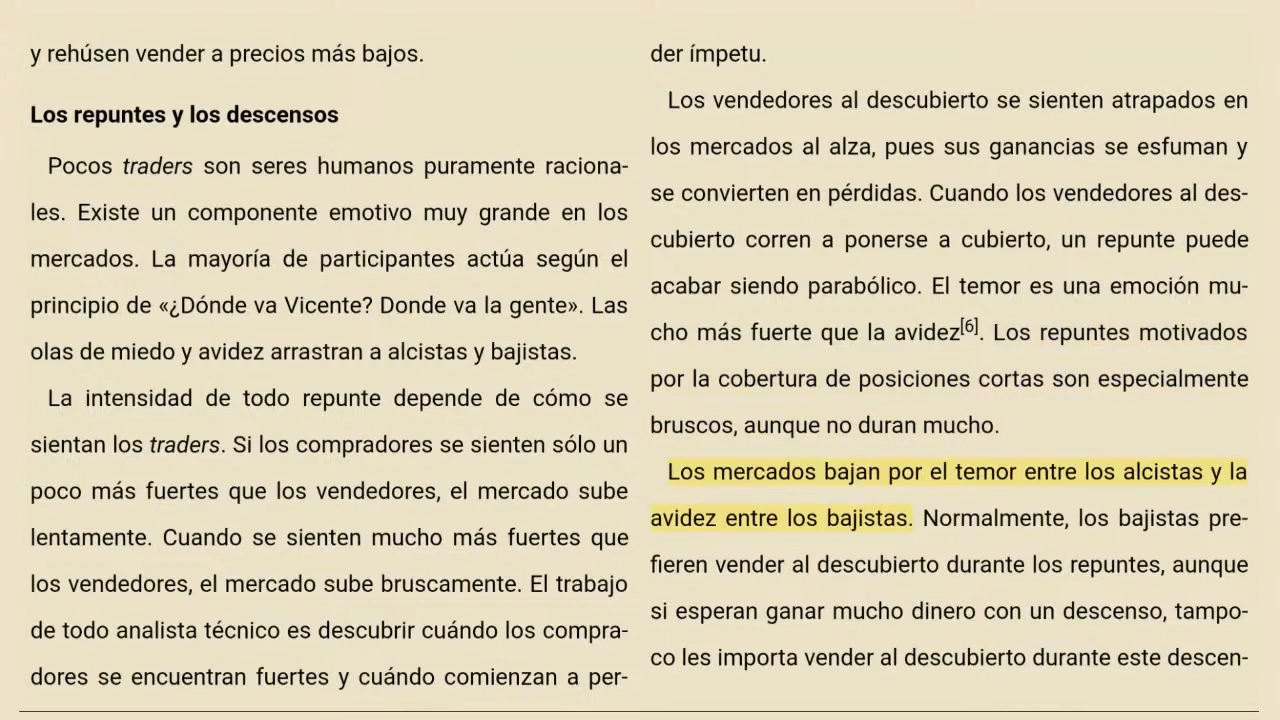 y rehúsen vender a precios más bajos.
Los repuntes y los descensos
Pocos traders son seres humanos puramente raciona-
les. Existe un componente emotivo muy grande en los
mercados. La mayoría de participantes actúa según el
principio de «¿Dónde va Vicente? Donde va la gente». Las
olas de miedo y avidez arrastran a alcistas y bajistas.
La intensidad de todo repunte depende de cómo se
sientan los traders. Si los compradores se sienten sólo un
poco más fuertes que los vendedores, el mercado sube
lentamente. Cuando se sienten mucho más fuertes que
los vendedores, el mercado sube bruscamente. El trabajo
de todo analista técnico es descubrir cuándo los compra-
dores se encuentran fuertes y cuándo comienzan a per-
der ímpetu.
Los vendedores al descubierto se sienten atrapados en
los mercados al alza, pues sus ganancias se esfuman y
se convierten en pérdidas. Cuando los vendedores al des-
cubierto corren a ponerse a cubierto, un repunte puede
acabar siendo parabólico. El temor es una emoción mu-
cho más fuerte que la avidez[6]. Los repuntes motivados
por la cobertura de posiciones cortas son especialmente
bruscos, aunque no duran mucho.
Los mercados bajan por el temor entre los alcistas y la
avidez entre los bajistas. Normalmente, los bajistas pre-
fieren vender al descubierto durante los repuntes, aunque
si esperan ganar mucho dinero con un descenso, tampo-
co les importa vender al descubierto durante este descen-